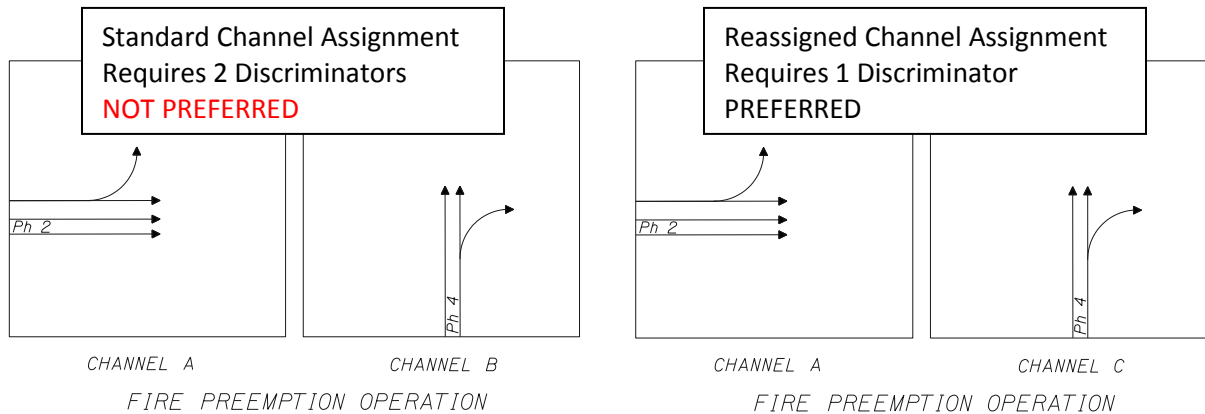 Standard Channel Assignment
Requires 2 Discriminators
NOT PREFERRED
Ph 2
Ph 4
CHANNEL A
CHANNEL B
FIRE PREEMPTION OPERATION
Reassigned Channel Assignment
Requires 1 Discriminator
PREFERRED
Ph 2
Ph 4
CHANNEL A
CHANNEL C
FIRE PREEMPTION OPERATION